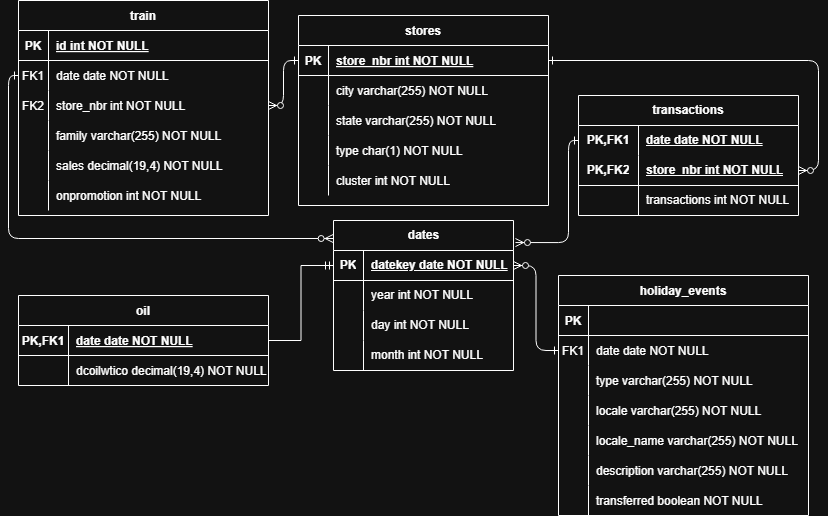 train
PK id int NOT NULL
FK1 date date NOT NULL
FK2 store_nbr int NOT NULL
family varchar(255) NOT NULL
sales decimal(19,4) NOT NULL
onpromotion int NOT NULL
stores
PK store_nbr int NOT NULL
city varchar(255) NOT NULL
state varchar(255) NOT NULL
type char(1) NOT NULL
cluster int NOT NULL
transactions
PK,FK1 date date NOT NULL
PK,FK2 store_nbr int NOT NULL
transactions int NOT NULL
dates
PK datekey date NOT NULL
year int NOT NULL
day int NOT NULL
month int NOT NULL
oil
PK,FK1 date date NOT NULL
dcoilwtico decimal(19,4) NOT NULL
holiday_events
PK
FK1 date date NOT NULL
type varchar(255) NOT NULL
locale varchar(255) NOT NULL
locale_name varchar(255) NOT NULL
description varchar(255) NOT NULL
transferred boolean NOT NULL